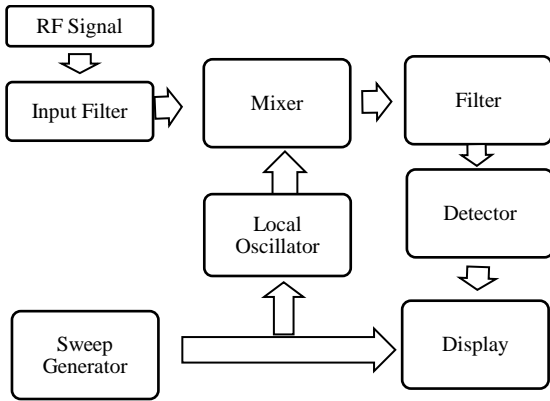 RF Signal
Input Filter
Mixer
Filter
Local
Oscillator
Detector
Sweep
Generator
Display